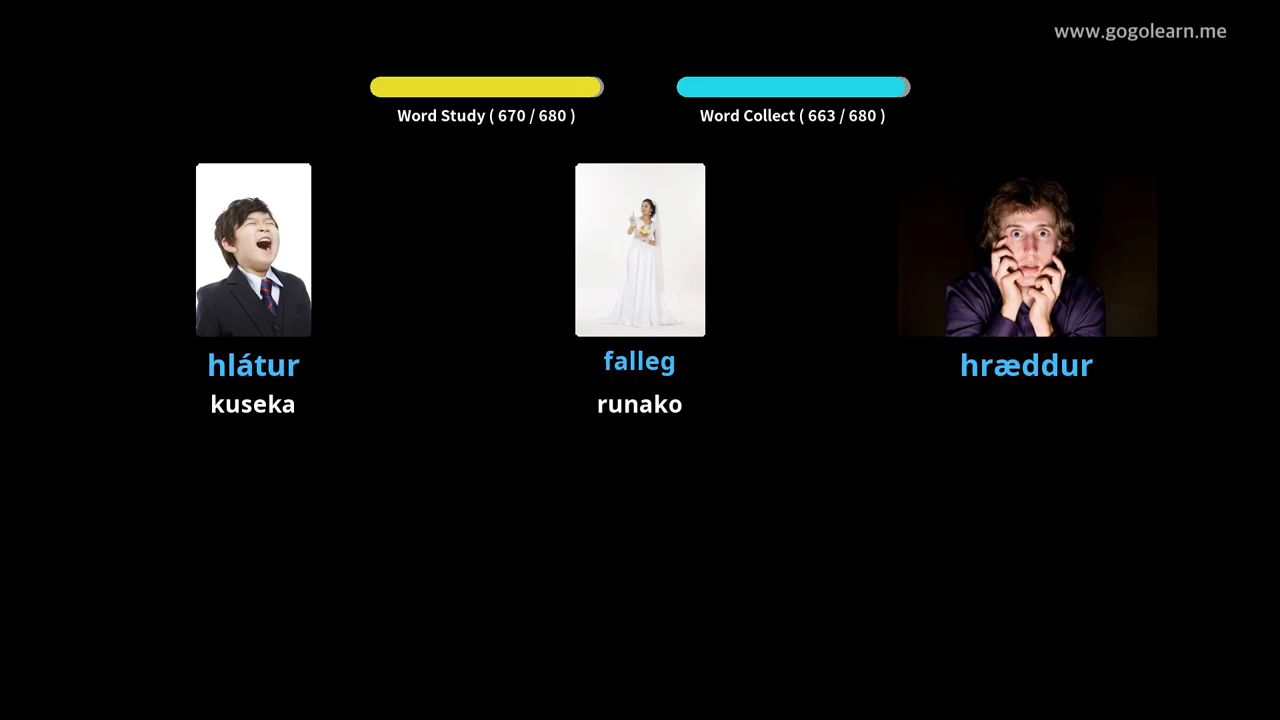 www.gogolearn.me
Word Study ( 670 / 680 )
Word Collect ( 663 / 680 )
hlátur
falleg
hræddur
kuseka
runako